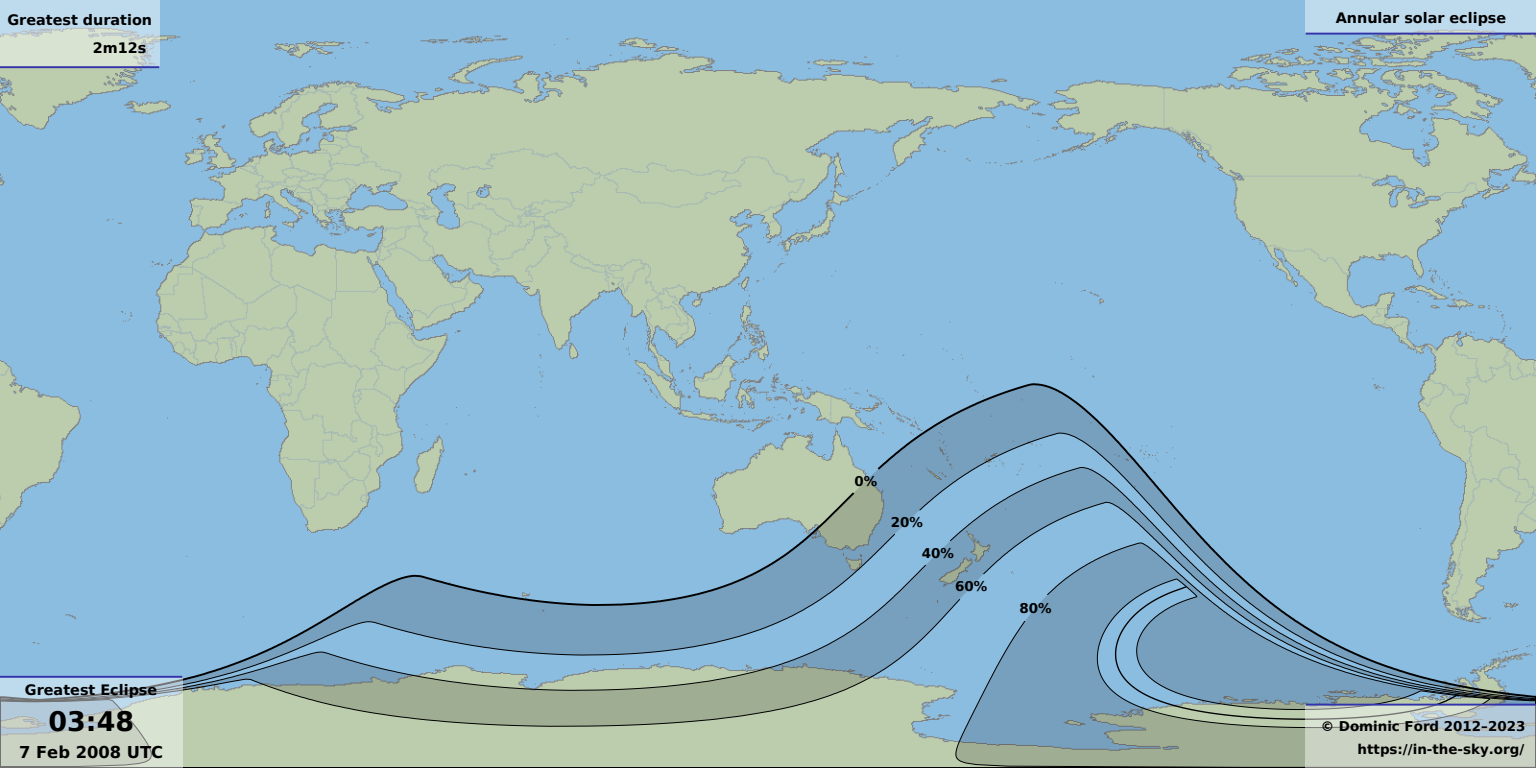 Greatest duration
2m12s
Annular solar eclipse
0%
20%
40%
60%
80%
Greatest Eclipse
03:48
7 Feb 2008 UTC
© Dominic Ford 2012–2023
https://in-the-sky.org/